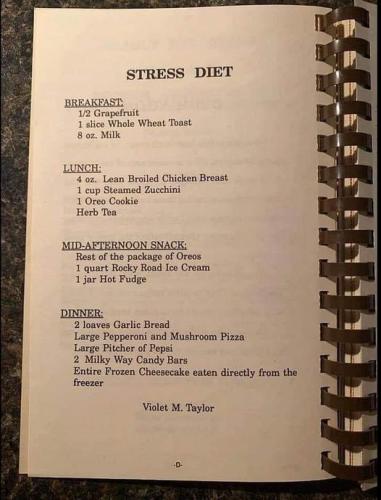 STRESS DIET
BREAKFAST:
1/2 Grapefruit
1 slice Whole Wheat Toast
8 oz. Milk
LUNCH:
4 oz. Lean Broiled Chicken Breast
1 cup Steamed Zucchini
1 Oreo Cookie
Herb Tea
MID-AFTERNOON SNACK:
Rest of the package of Oreos
1 quart Rocky Road Ice Cream
1 jar Hot Fudge
DINNER:
2 loaves Garlic Bread
Large Pepperoni and Mushroom Pizza
Large Pitcher of Pepsi
2 Milky Way Candy Bars
Entire Frozen Cheesecake eaten directly from the
freezer
Violet M. Taylor
-D-